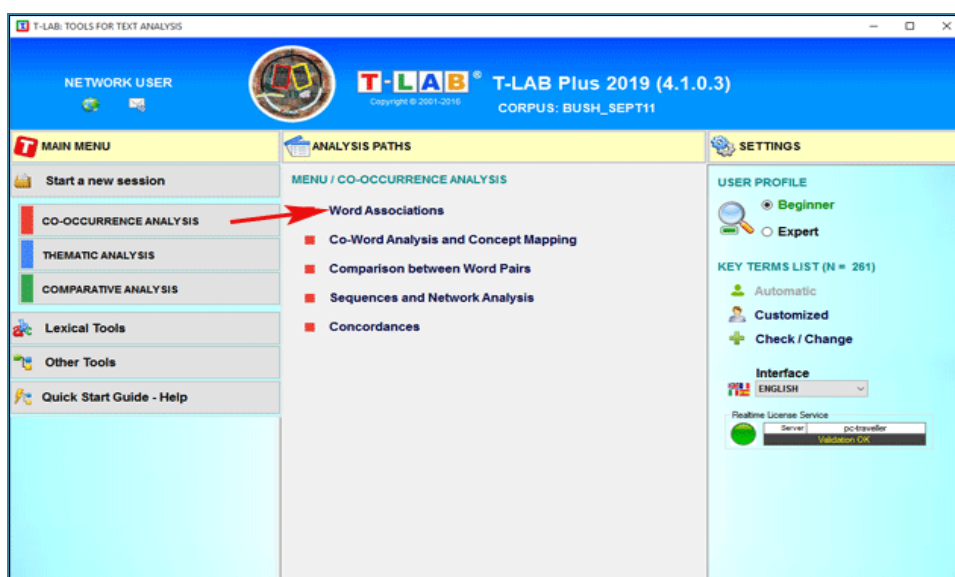 T-LAB: TOOLS FOR TEXT ANALYSIS
NETWORK USER
T-LAB®
Copyright © 2001-2016
T-LAB Plus 2019 (4.1.0.3)
CORPUS: BUSH_SEPT11
MAIN MENU
Start a new session
CO-OCCURRENCE ANALYSIS
THEMATIC ANALYSIS
COMPARATIVE ANALYSIS
Lexical Tools
Other Tools
Quick Start Guide - Help
ANALYSIS PATHS
MENU / CO-OCCURRENCE ANALYSIS
Word Associations
Co-Word Analysis and Concept Mapping
Comparison between Word Pairs
Sequences and Network Analysis
Concordances
SETTINGS
USER PROFILE
Beginner
Expert
KEY TERMS LIST (N = 261)
Automatic
Customized
Check / Change
Interface
ENGLISH
Realtime License Service
Server pc-traveller
Validation OK